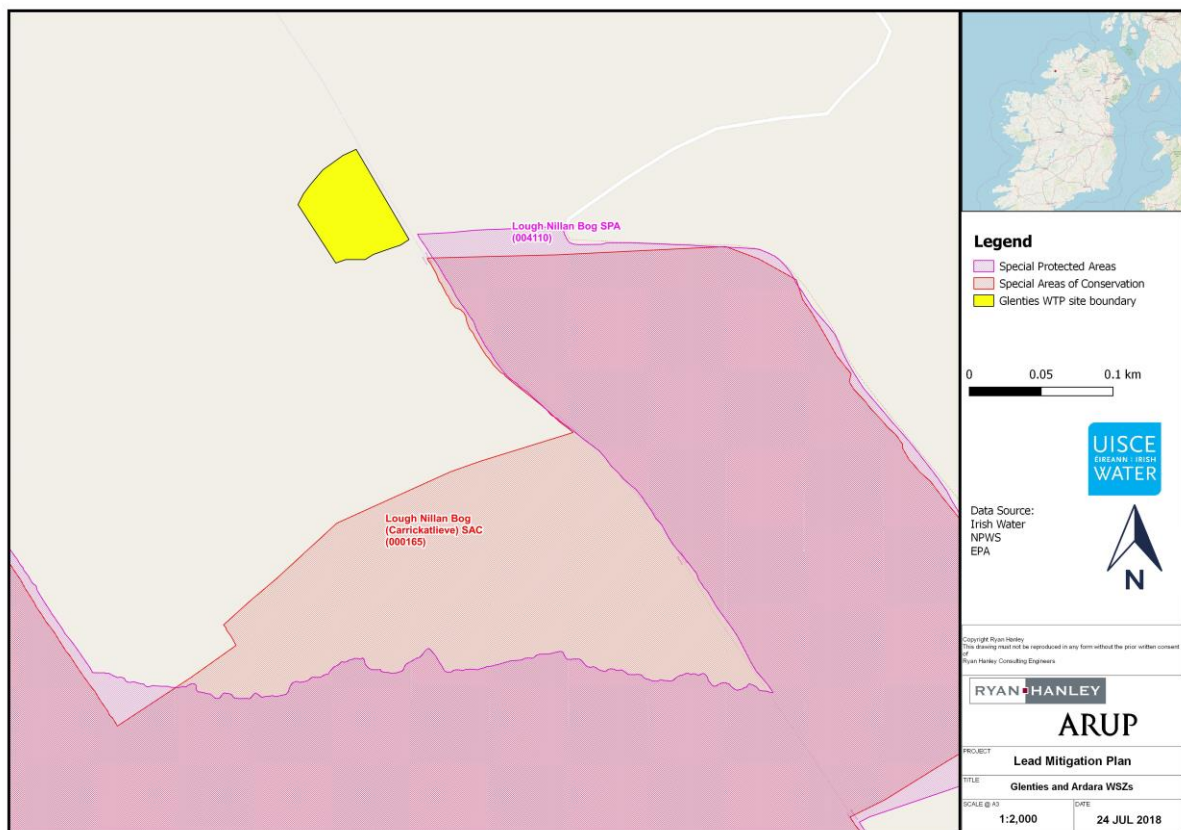 Lough Nillan Bog SPA
(004110)
Lough Nillan Bog
(Carrickatlieve) SAC
(000165)
Legend
Special Protected Areas
Special Areas of Conservation
Glenties WTP site boundary
0 0.05 0.1 km
UISCE
ÉIREANN : IRISH
WATER
Data Source:
Irish Water
NPWS
EPA
N
Copyright Ryan Hanley
This drawing must not be reproduced in any form without the prior written consent
of
Ryan Hanley Consulting Engineers
RYAN HANLEY
ARUP
PROJECT
Lead Mitigation Plan
TITLE
Glenties and Ardara WSZs
SCALE @ A3 DATE
1:2,000 24 JUL 2018